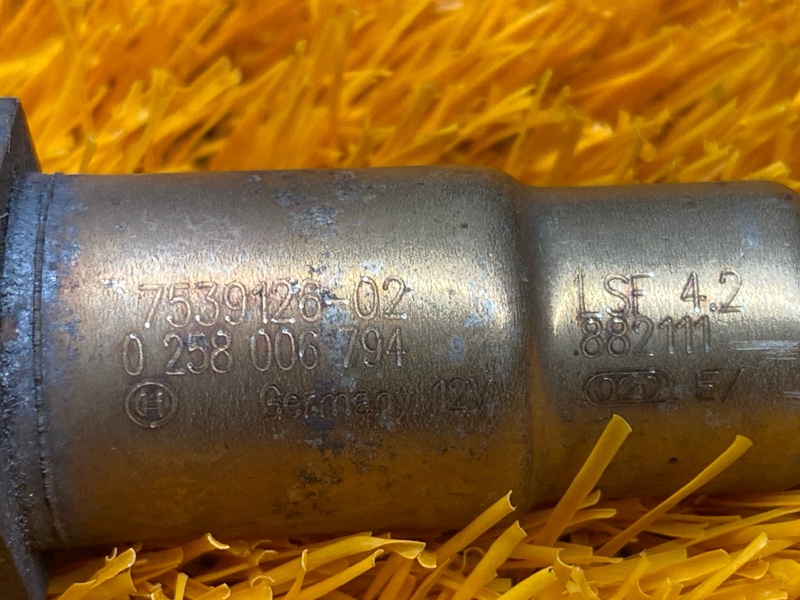 7539126-02
0 258 006 794
H Germany 12V
LSF 4.2
882111